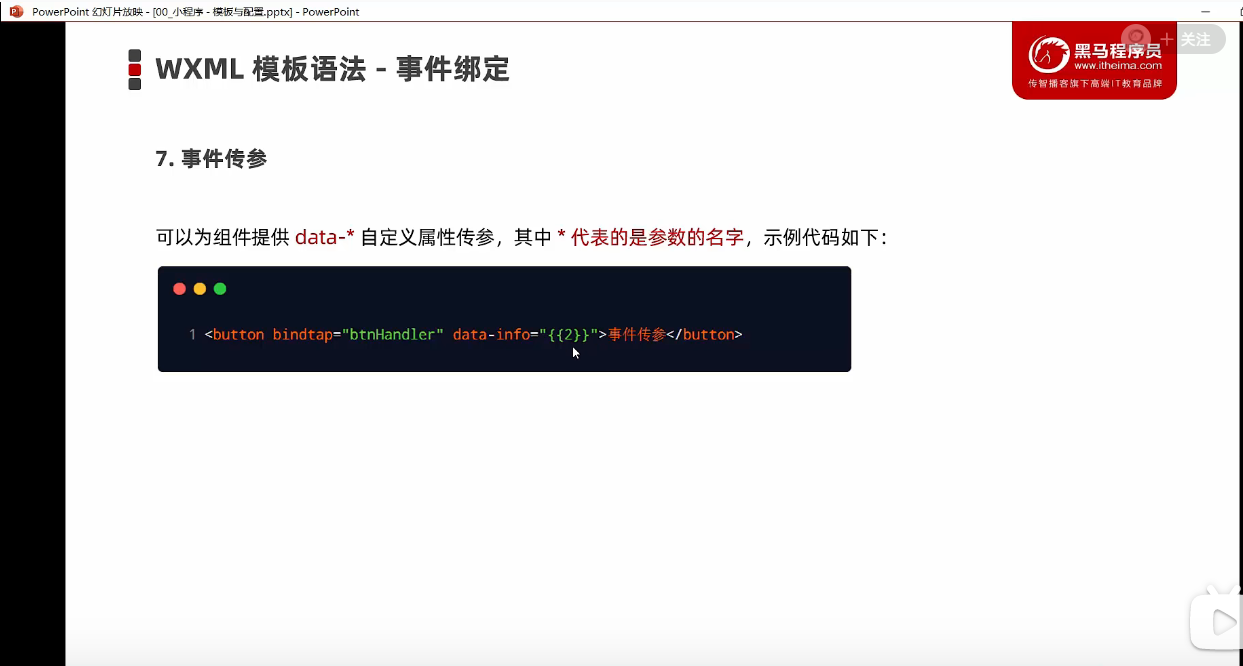 PowerPoint 幻灯片放映 - [00_小程序 - 模板与配置.pptx] - PowerPoint
WXML 模板语法 - 事件绑定
黑马程序员
www.itheima.com
传智播客旗下高端IT教育品牌
+ 关注
7. 事件传参
可以为组件提供 data-* 自定义属性传参，其中 * 代表的是参数的名字，示例代码如下：
1 <button bindtap="btnHandler" data-info="{{2}}">事件传参</button>